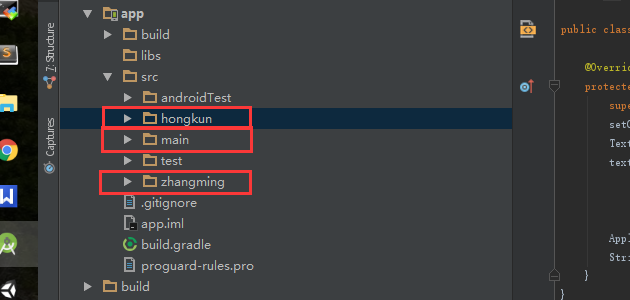 Z: Structure
Captures
app
build
libs
src
androidTest
hongkun
main
test
zhangming
.gitignore
app.iml
build.gradle
proguard-rules.pro
build
public class
@Overri
protecte
supe
setC
Text
text
Appl
Stri
}
}